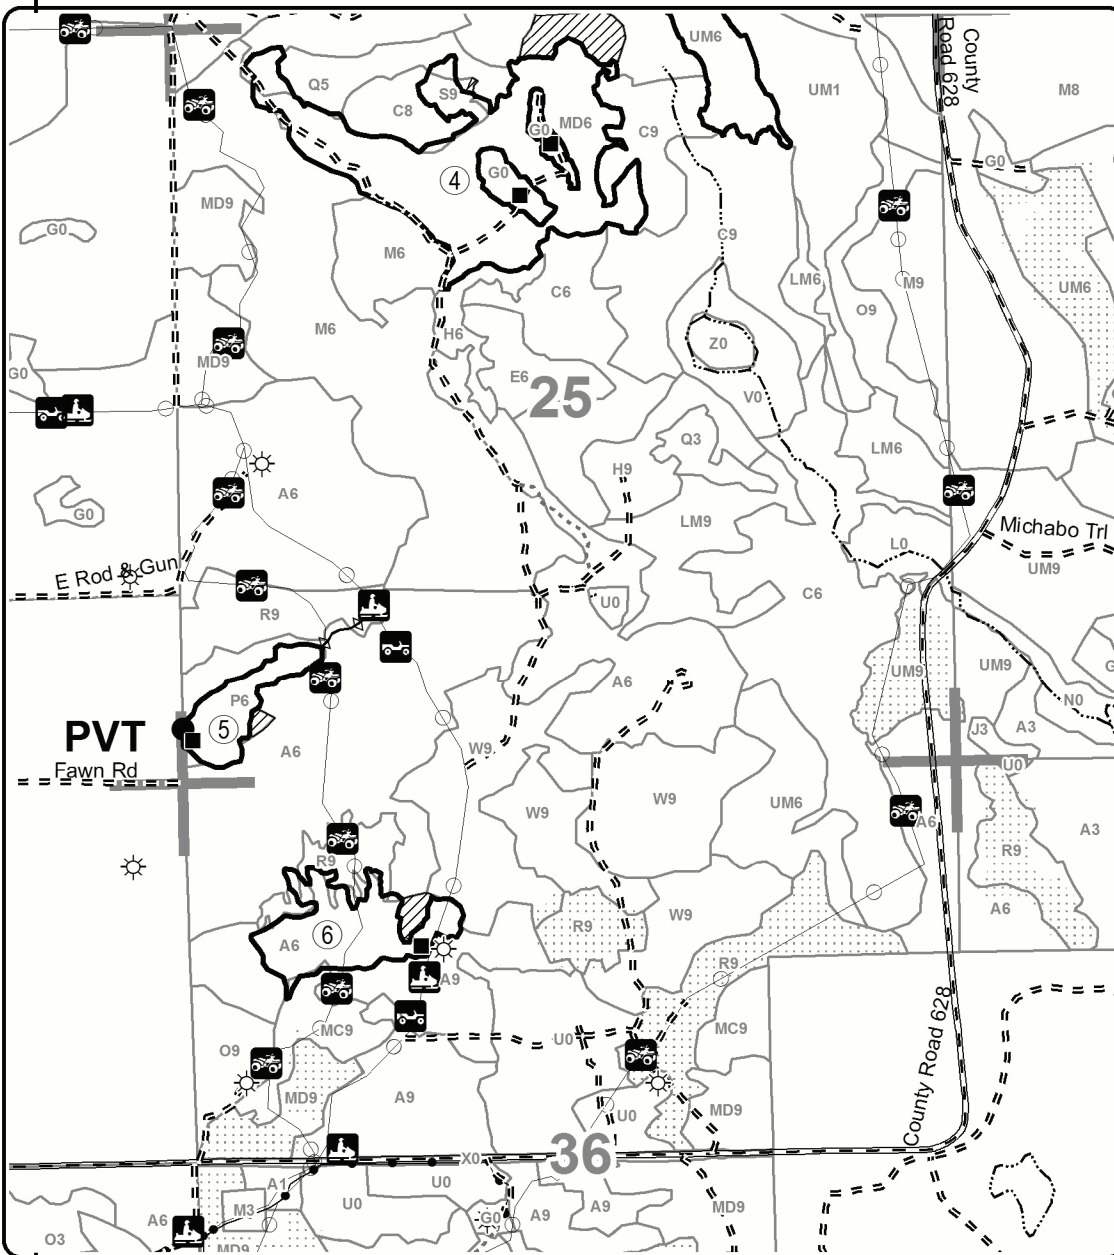 UM6
County
Road 628
Q5
S9
C8
UM1
M8
G0
MD6
C9
4
G0
G0
MD9
G0
C9
M6
LM6
M9
UM6
C6
O9
M6
H6
Z0
MD9
G0
E6
25
V0
Q3
LM6
H9
A6
G0
LM9
Michabo Trl
L0
E Rod & Gun
UM9
C6
R9
U0
UM9
UM9
A6
P6
N0
G
PVT
5
J3
A3
A6
W9
Fawn Rd
U0
W9
UM6
W9
A6
A3
R9
R9
W9
R9
A6
6
A6
R9
A9
MC9
MC9
U0
O9
County Road 628
MD9
A9
U0
MD9
36
X0
A1
U0
U0
M3
A6
G0
A9
A9
MD9
O3
MD9